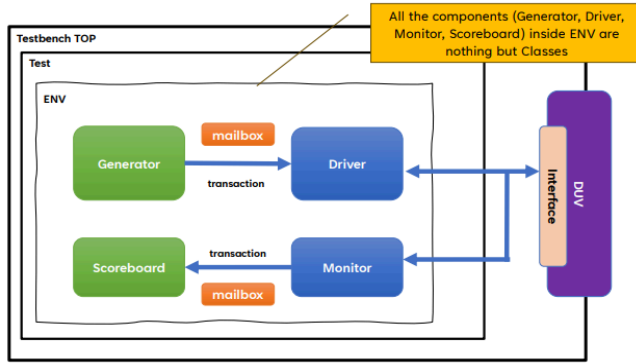 All the components (Generator, Driver,
Monitor, Scoreboard) inside ENV are
nothing but Classes
Testbench TOP
Test
ENV
mailbox
Generator
Driver
transaction
Interface
DUV
transaction
Scoreboard
Monitor
mailbox